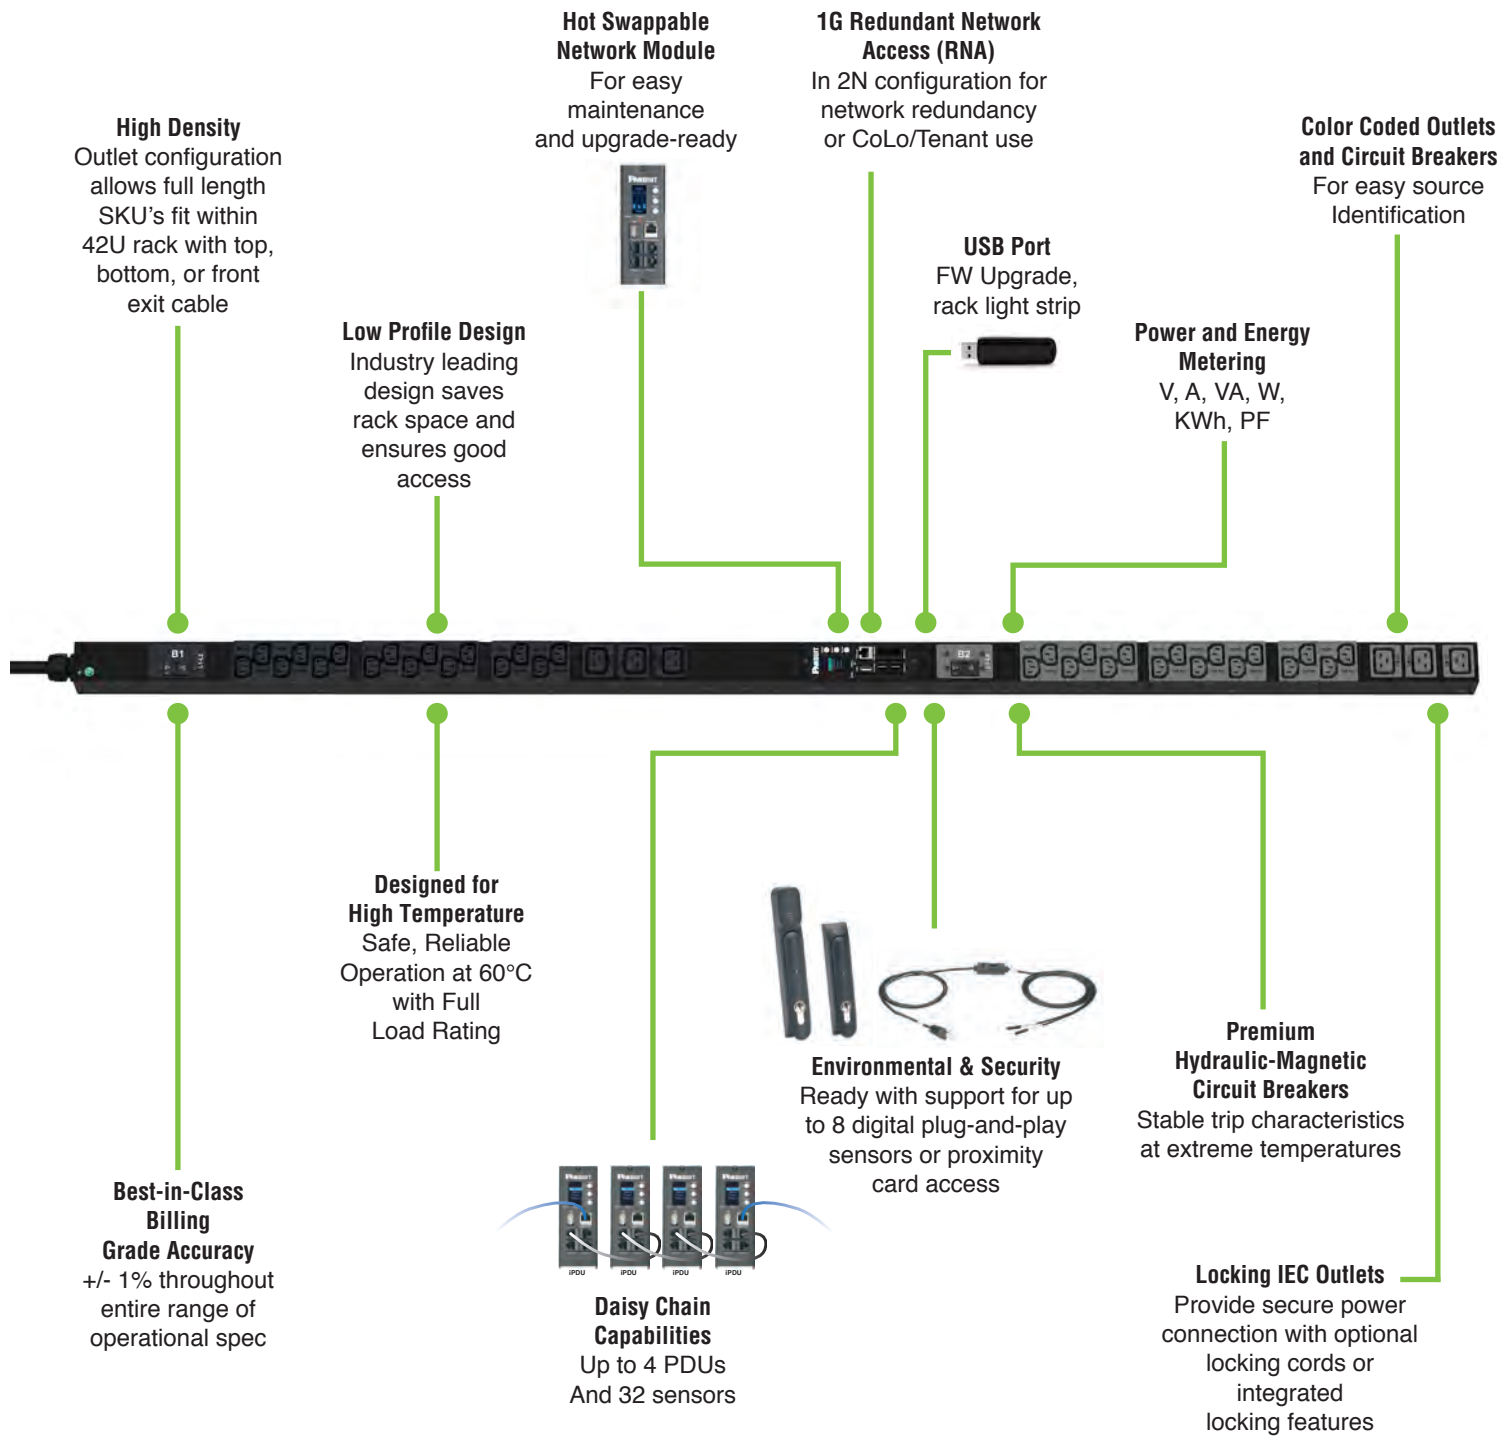 Hot Swappable
Network Module
For easy
maintenance
and upgrade-ready
1G Redundant Network
Access (RNA)
In 2N configuration for
network redundancy
or CoLo/Tenant use
High Density
Outlet configuration
allows full length
SKU's fit within
42U rack with top,
bottom, or front
exit cable
Color Coded Outlets
and Circuit Breakers
For easy source
Identification
PANDUIT
USB Port
FW Upgrade,
rack light strip
Low Profile Design
Industry leading
design saves
rack space and
ensures good
access
Power and Energy
Metering
V, A, VA, W,
KWh, PF
B1
PANDUIT
B2
Designed for
High Temperature
Safe, Reliable
Operation at 60°C
with Full
Load Rating
Environmental & Security
Ready with support for up
to 8 digital plug-and-play
sensors or proximity
card access
Premium
Hydraulic-Magnetic
Circuit Breakers
Stable trip characteristics
at extreme temperatures
Best-in-Class
Billing
Grade Accuracy
+/- 1% throughout
entire range of
operational spec
PANDUIT PANDUIT PANDUIT PANDUIT
iPDU iPDU iPDU iPDU
Daisy Chain
Capabilities
Up to 4 PDUs
And 32 sensors
Locking IEC Outlets
Provide secure power
connection with optional
locking cords or
integrated
locking features